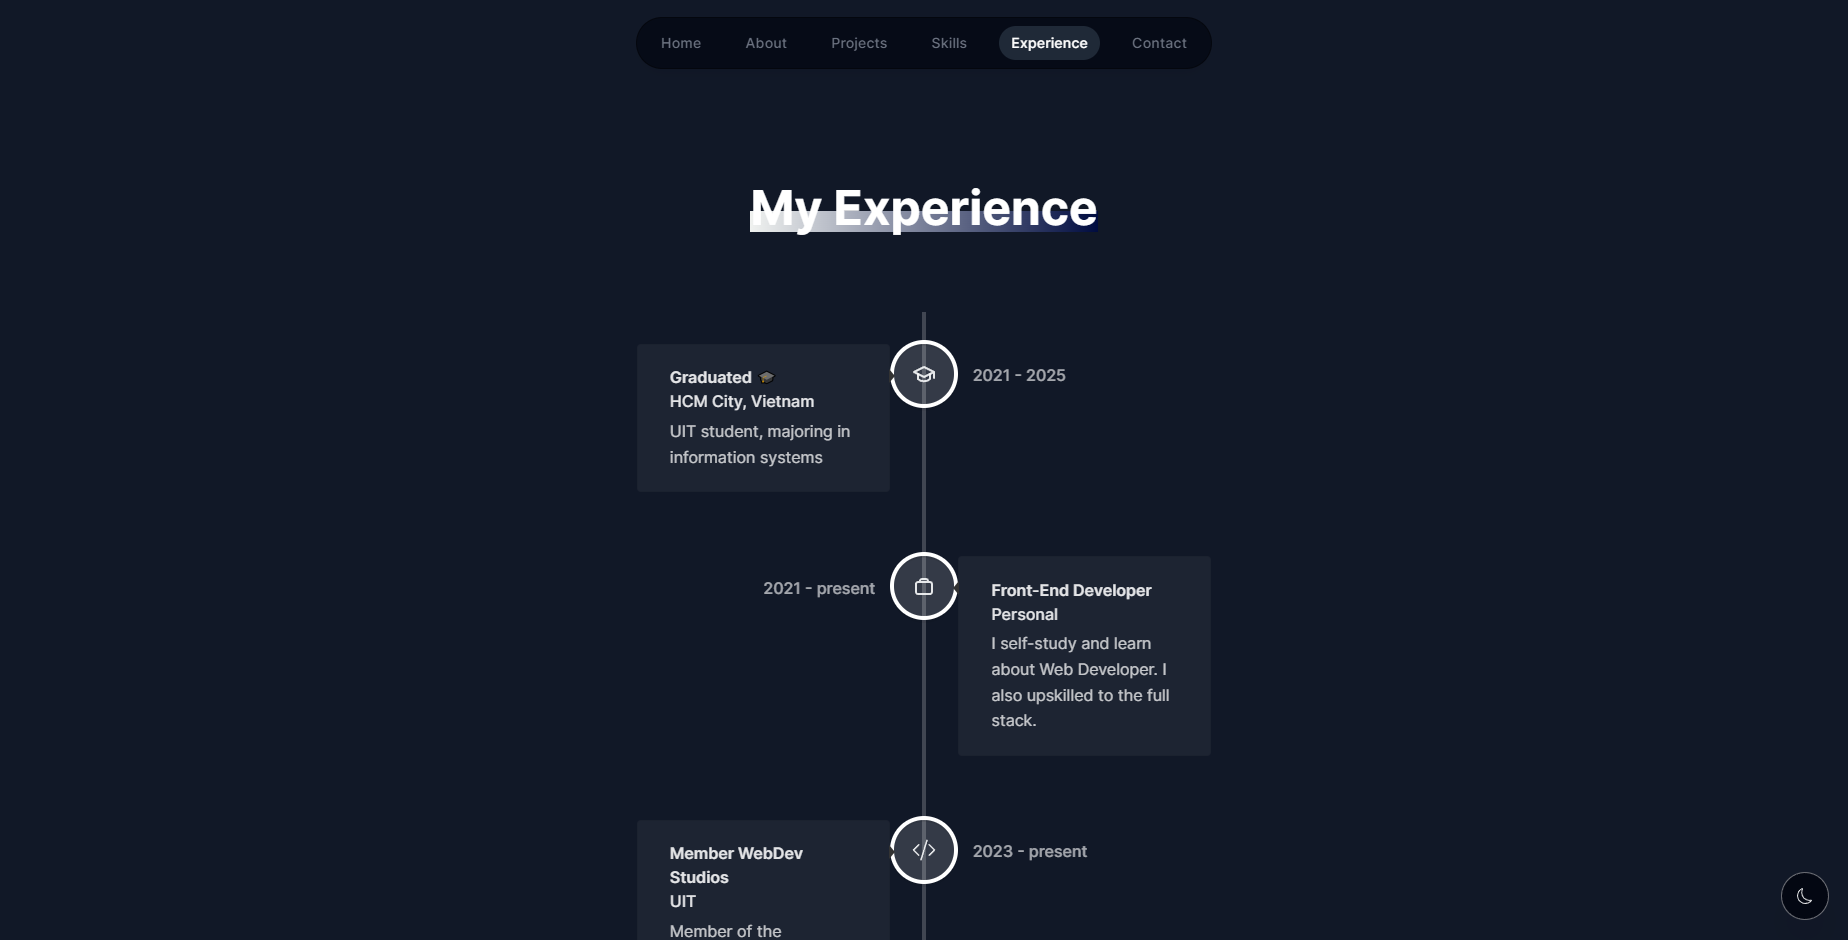 Home About Projects Skills Experience Contact
My Experience
Graduated 🎓
HCM City, Vietnam
UIT student, majoring in
information systems
2021 - 2025
2021 - present
Front-End Developer
Personal
I self-study and learn
about Web Developer. I
also upskilled to the full
stack.
Member WebDev
Studios
UIT
Member of the
2023 - present